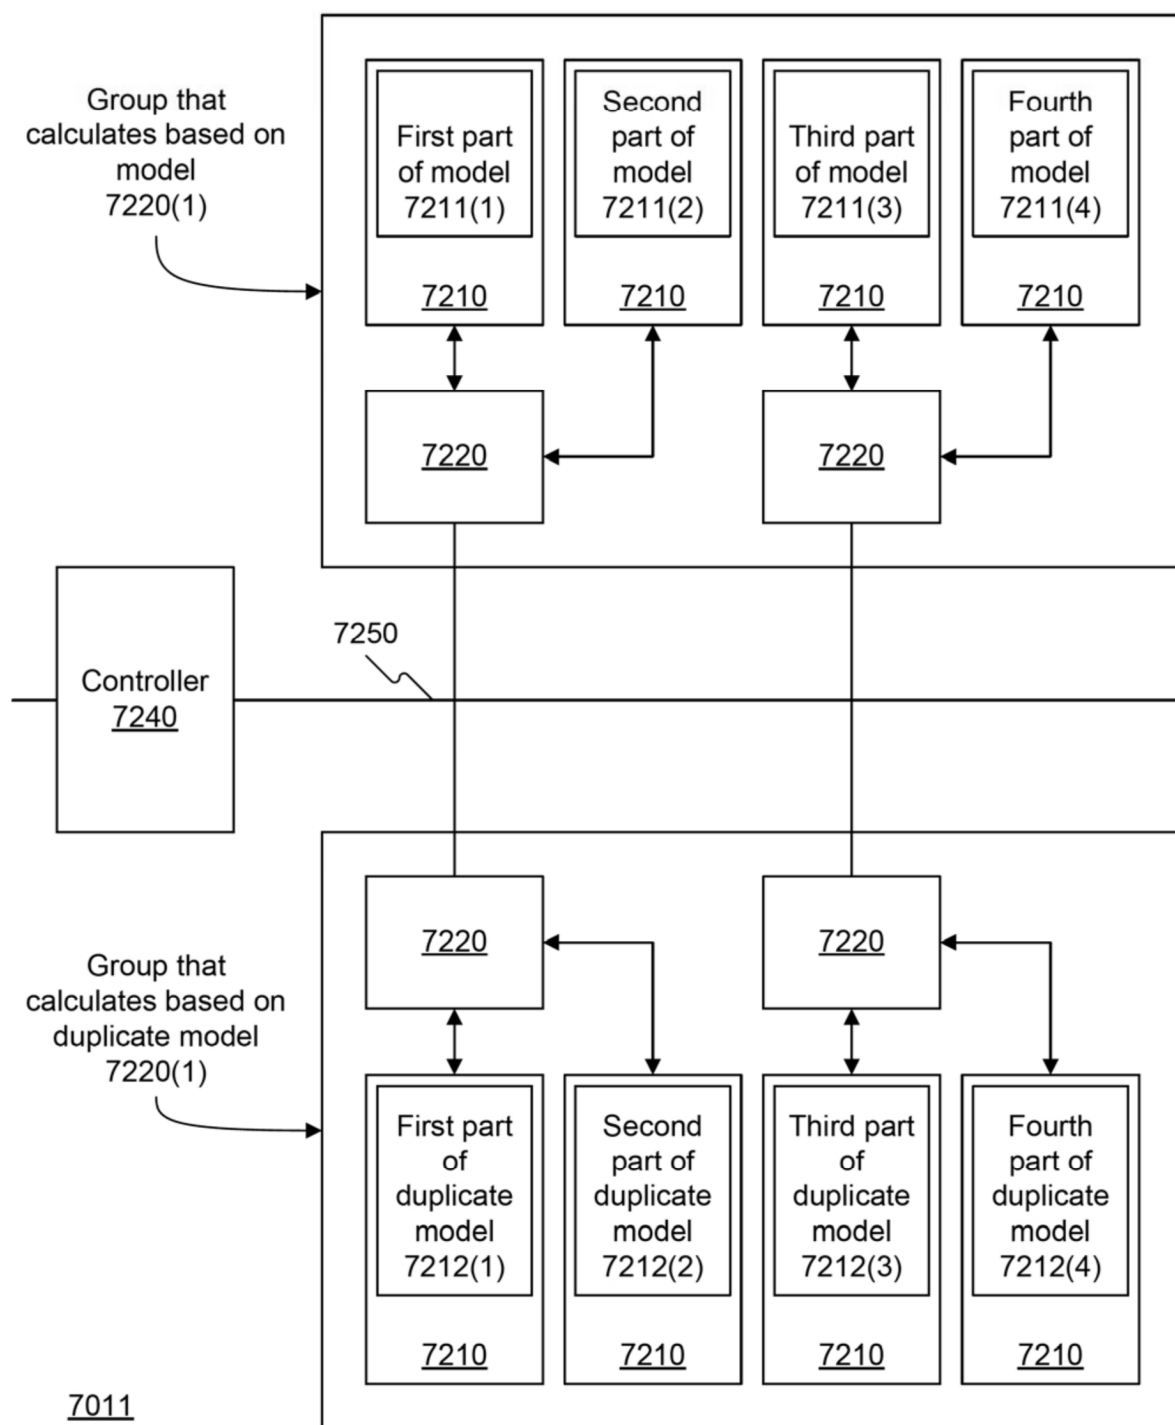 Group that
calculates based on
model
7220(1)
First part
of model
7211(1)
7210
Second
part of
model
7211(2)
7210
Third part
of model
7211(3)
7210
Fourth
part of
model
7211(4)
7210
7220
7220
Controller
7240
7250
Group that
calculates based on
duplicate model
7220(1)
7220
7220
First part
of
duplicate
model
7212(1)
7210
Second
part of
duplicate
model
7212(2)
7210
Third part
of
duplicate
model
7212(3)
7210
Fourth
part of
duplicate
model
7212(4)
7210
7011